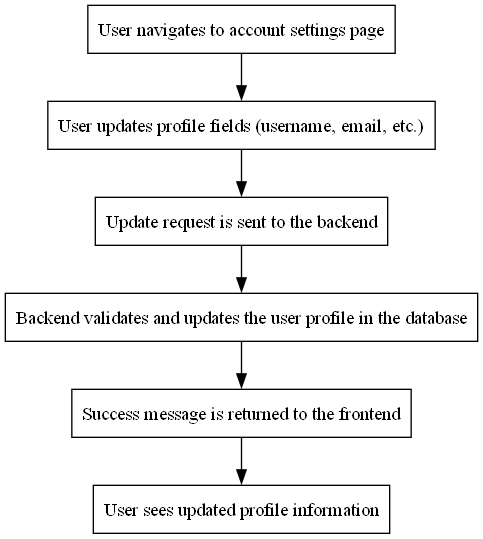 User navigates to account settings page
User updates profile fields (username, email, etc.)
Update request is sent to the backend
Backend validates and updates the user profile in the database
Success message is returned to the frontend
User sees updated profile information